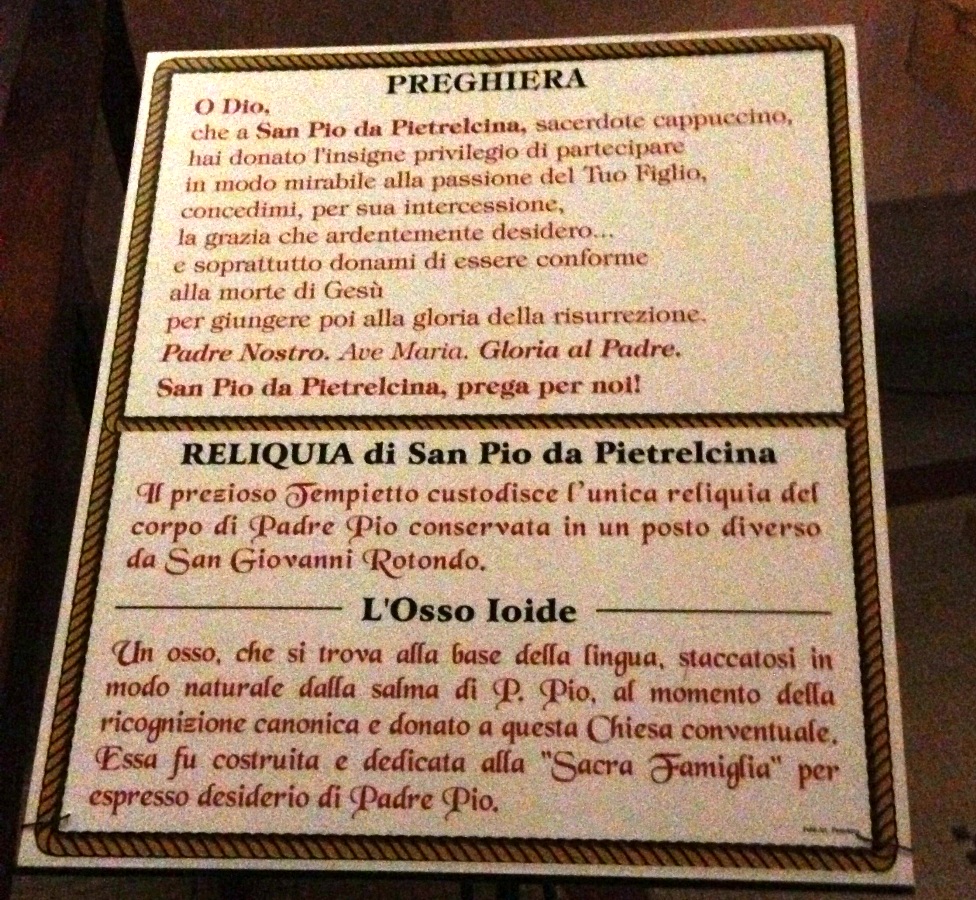 PREGHIERA
O Dio,
che a San Pio da Pietrelcina, sacerdote cappuccino,
hai donato l'insigne privilegio di partecipare
in modo mirabile alla passione del Tuo Figlio,
concedimi, per sua intercessione,
la grazia che ardentemente desidero...
e soprattutto donami di essere conforme
alla morte di Gesù
per giungere poi alla gloria della risurrezione.
Padre Nostro. Ave Maria. Gloria al Padre.
San Pio da Pietrelcina, prega per noi!
RELIQUIA di San Pio da Pietrelcina
Il prezioso Tempietto custodisce l'unica reliquia del
corpo di Padre Pio conservata in un posto diverso
da San Giovanni Rotondo.
L'Osso Ioide
Un osso, che si trova alla base della lingua, staccatosi in
modo naturale dalla salma di P. Pio, al momento della
ricognizione canonica e donato a questa Chiesa conventuale.
Essa fu costruita e dedicata alla "Sacra Famiglia" per
espresso desiderio di Padre Pio.